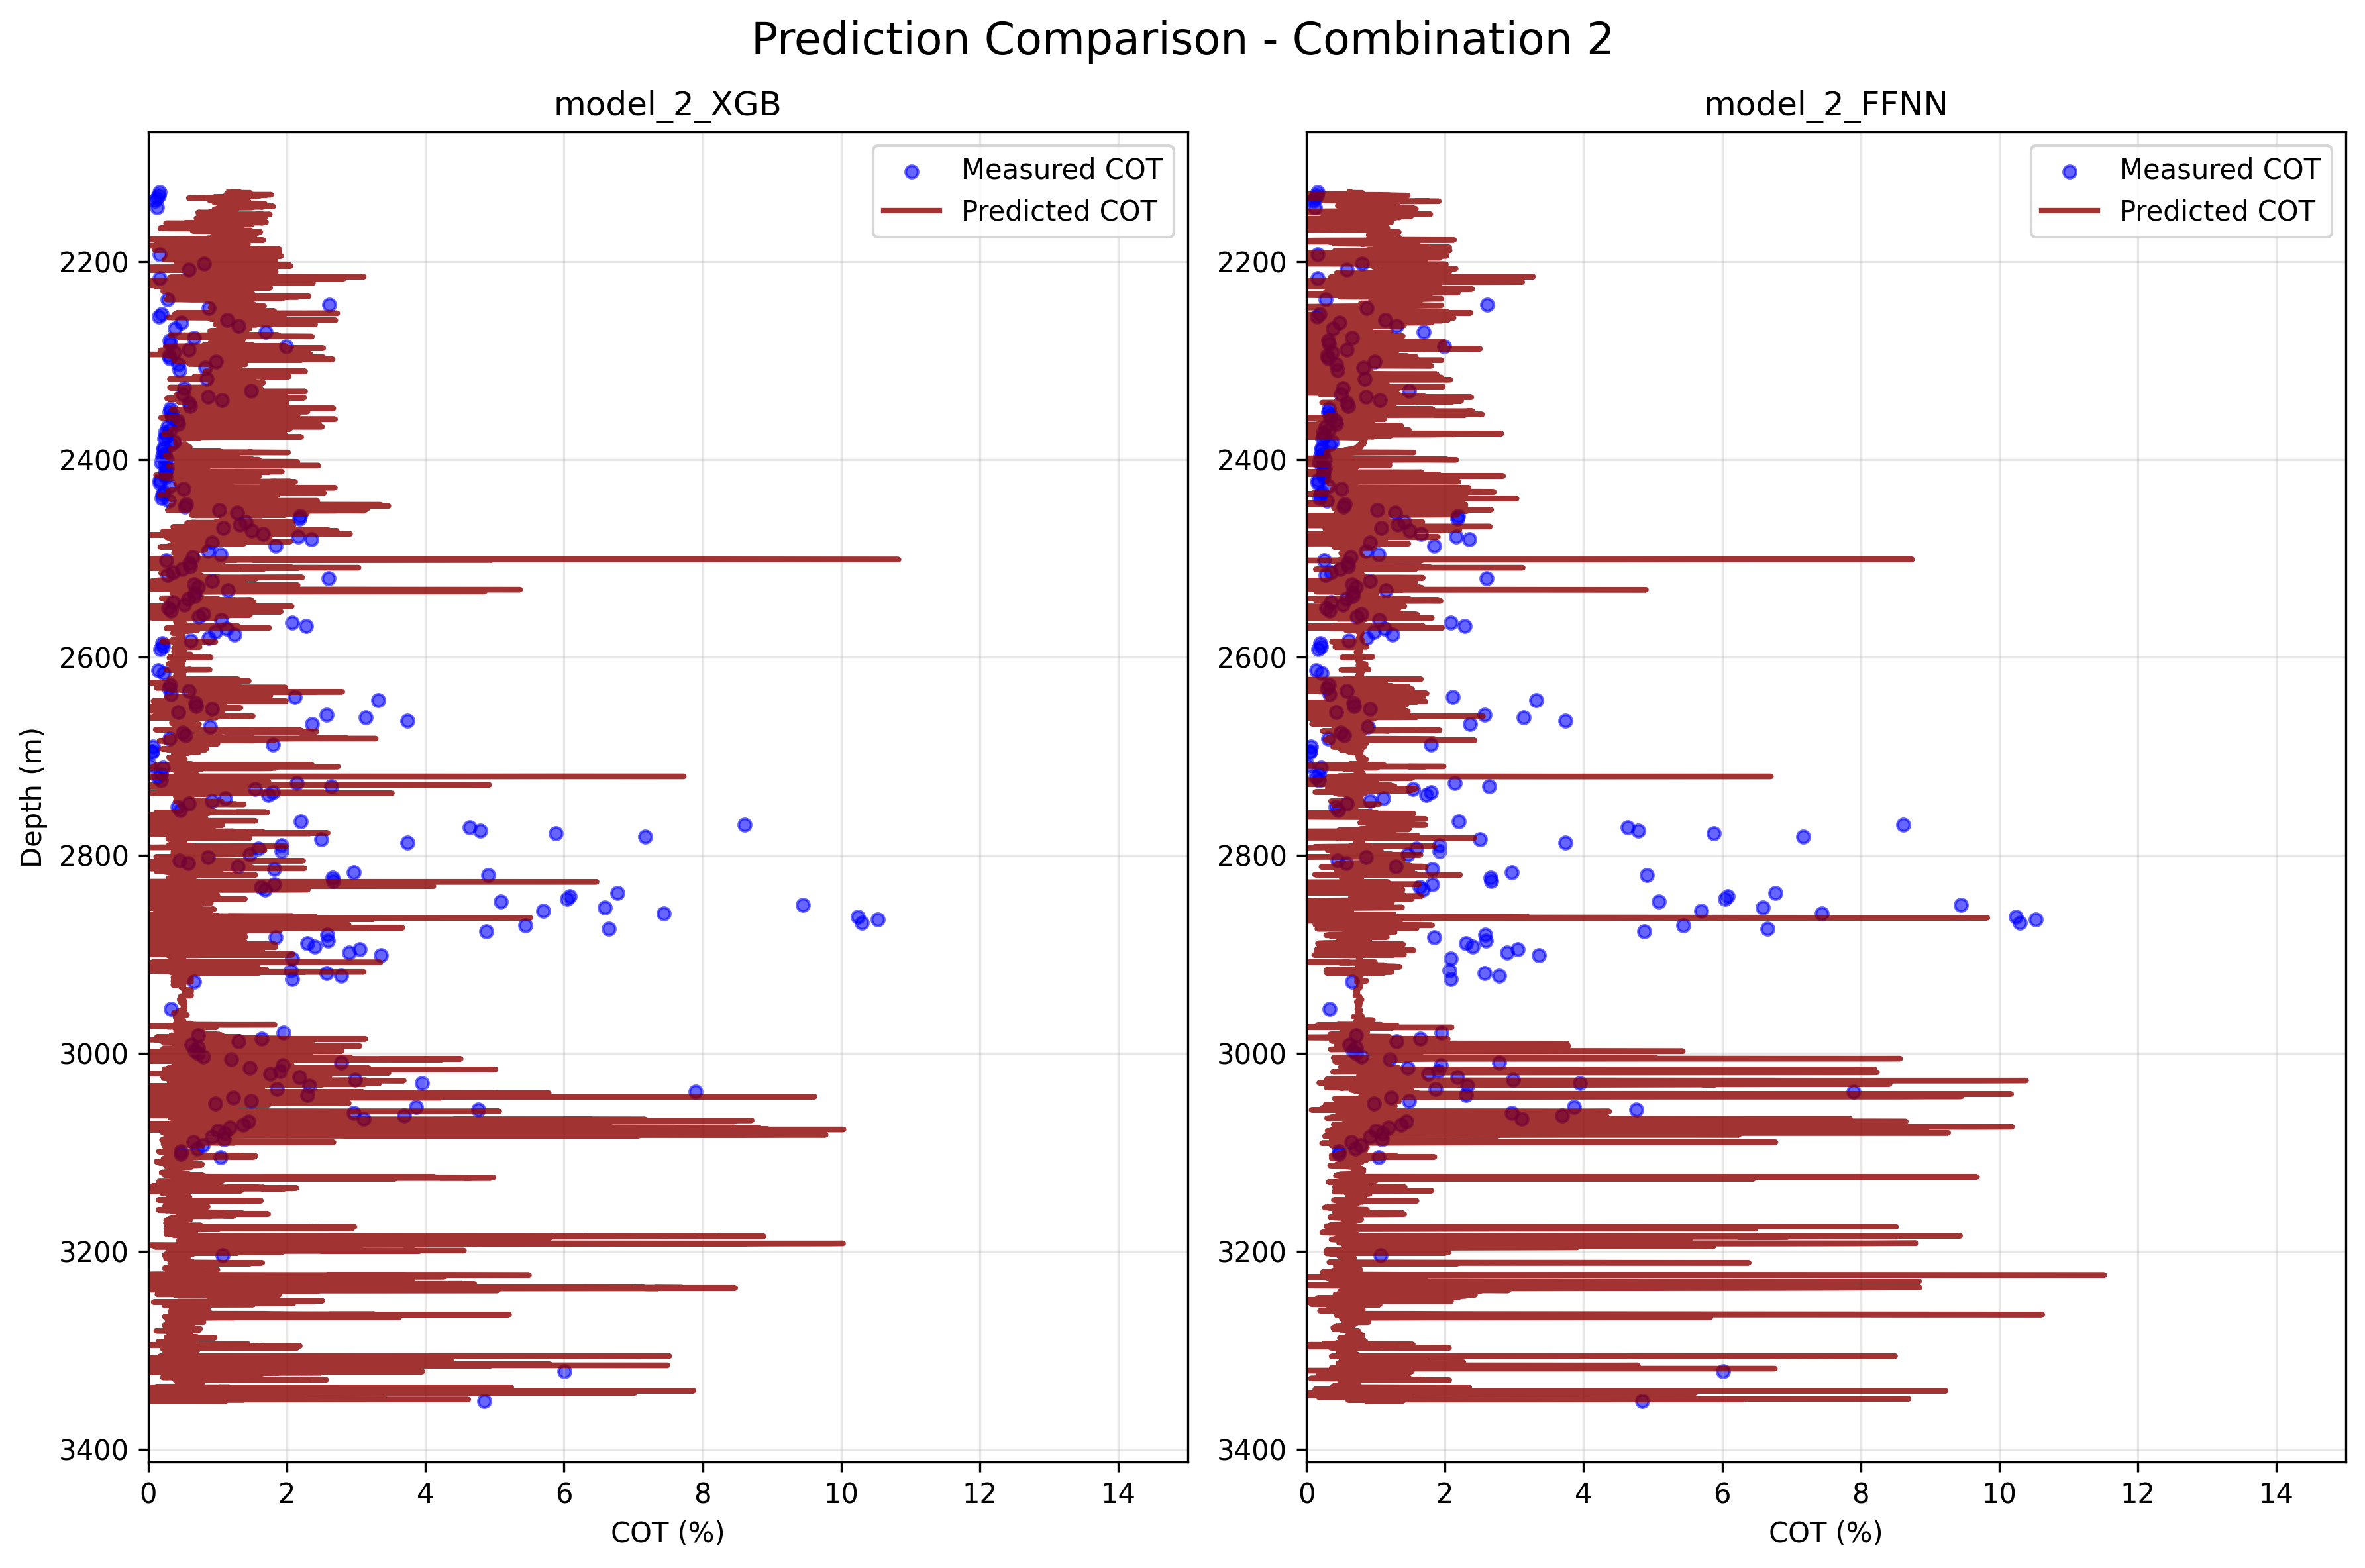 Prediction Comparison - Combination 2
model_2_XGB
Measured COT
Predicted COT
Depth (m)
2200
2400
2600
2800
3000
3200
3400
0 2 4 6 8 10 12 14
COT (%)
model_2_FFNN
Measured COT
Predicted COT
2200
2400
2600
2800
3000
3200
3400
0 2 4 6 8 10 12 14
COT (%)